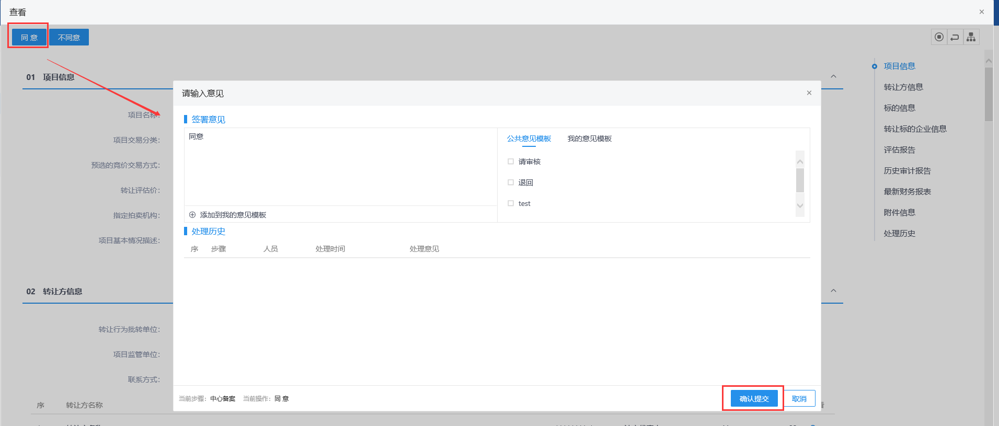 查看
同 意
不同意
01 项目信息
项目名称:
项目交易分类:
预选的竞价交易方式:
转让评估价:
指定拍卖机构:
项目基本情况描述:
02 转让方信息
转让行为批转单位:
项目监管单位:
联系方式:
序 转让方名称
请输入意见
签署意见
同意
添加到我的意见模板
公共意见模板 我的意见模板
请审核
退回
test
处理历史
序 步骤 人员 处理时间 处理意见
当前步骤: 中心备案 当前操作: 同 意
确认提交
取消
项目信息
转让方信息
标的信息
转让标的企业信息
评估报告
历史审计报告
最新财务报表
附件信息
处理历史